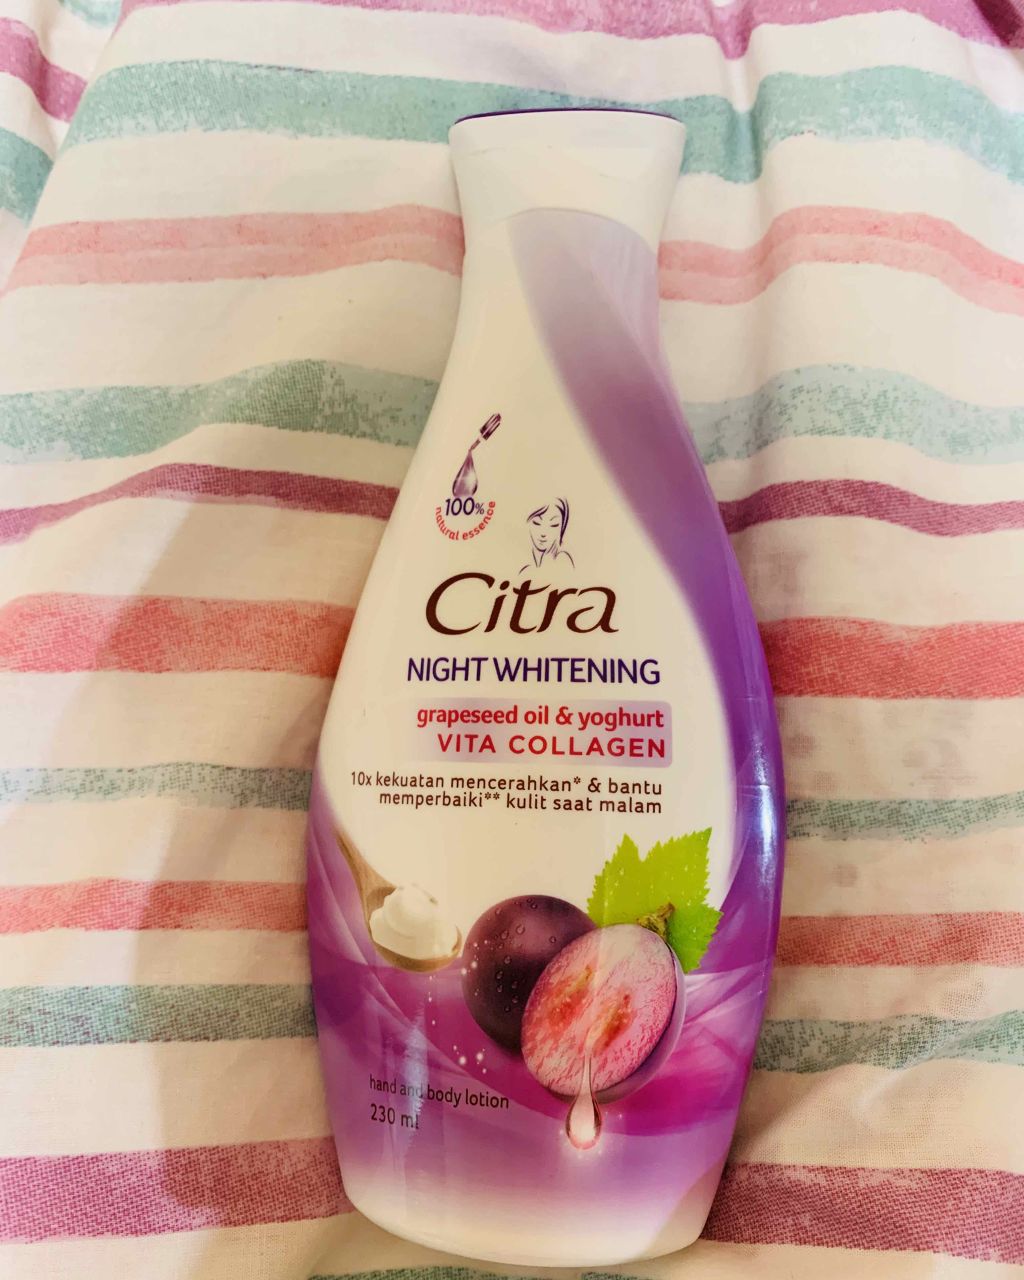 100%
natural essence
Citra
NIGHT WHITENING
grapeseed oil & yoghurt
VITA COLLAGEN
10x kekuatan mencerahkan* & bantu
memperbaiki** kulit saat malam
hand and body lotion
230 ml